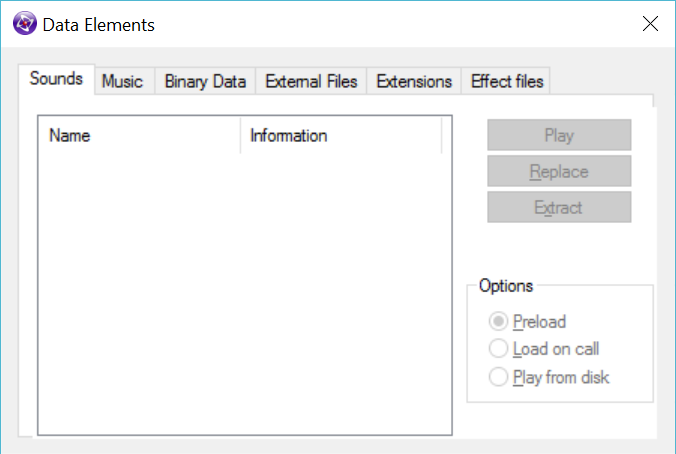 Data Elements
Sounds Music Binary Data External Files Extensions Effect files
Name Information
Play
Replace
Extract
Options
Preload
Load on call
Play from disk